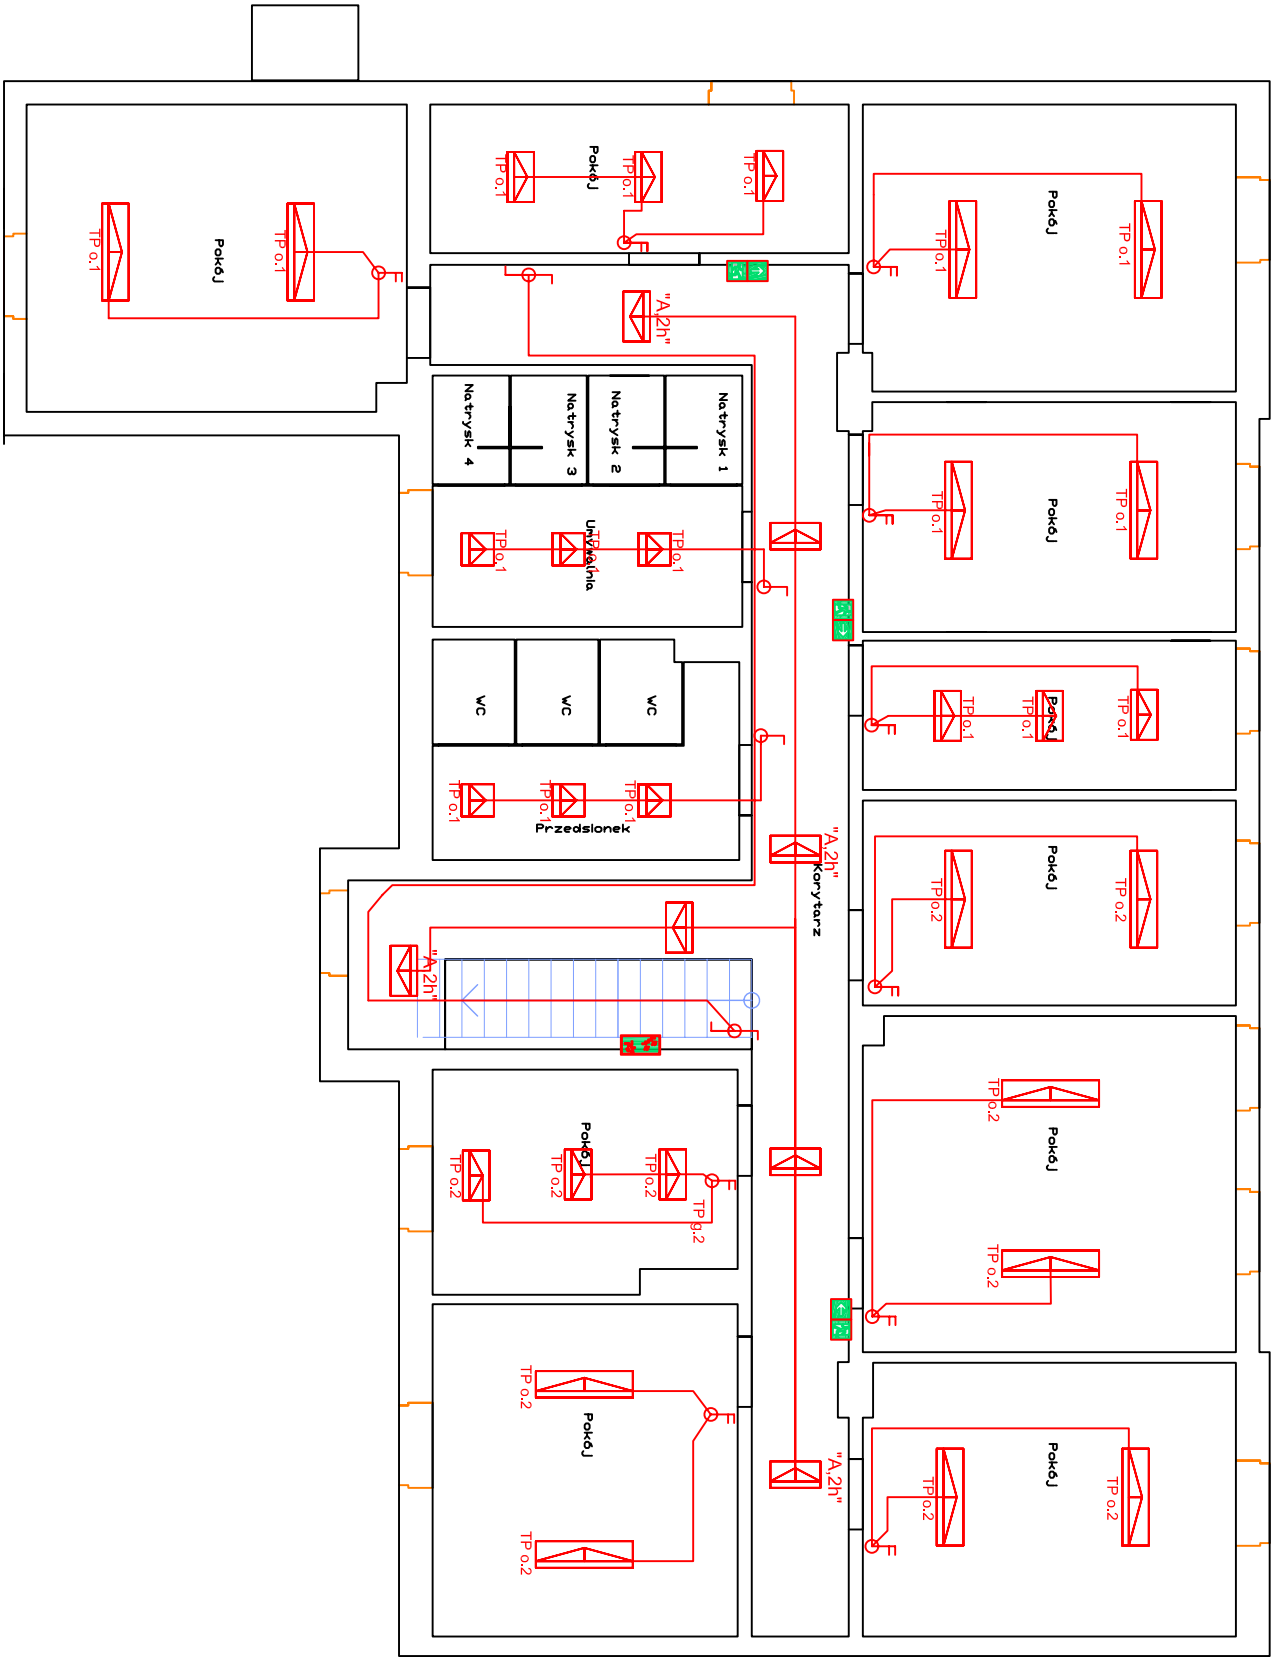 Pokój
TP o.1
TP o.1
Pokój
TP o.1
TP o.1
TP o.1
Pokój
TP o.1
TP o.1
"A,2h"
Natrysk 4
Natrysk 3
Natrysk 2
Natrysk 1
Pokój
TP o.1
TP o.1
Umywalnia
TP o.1
TP o.1
TP o.1
WC
WC
WC
Pokój
TP o.1
TP o.1
TP o.1
TP o.1
TP o.1
TP o.1
Przedsionek
"A,2h"
Korytarz
Pokój
TP o.2
TP o.2
"A,2h"
Pokój
TP o.2
TP o.2
TP o.2
TP g.2
Pokój
TP o.2
TP o.2
Pokój
TP o.2
TP o.2
"A,2h"
Pokój
TP o.2
TP o.2